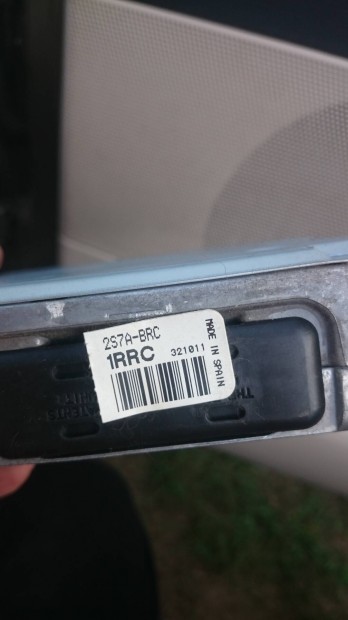 2S7A-BRC
1RRC 321011
MADE IN SPAIN